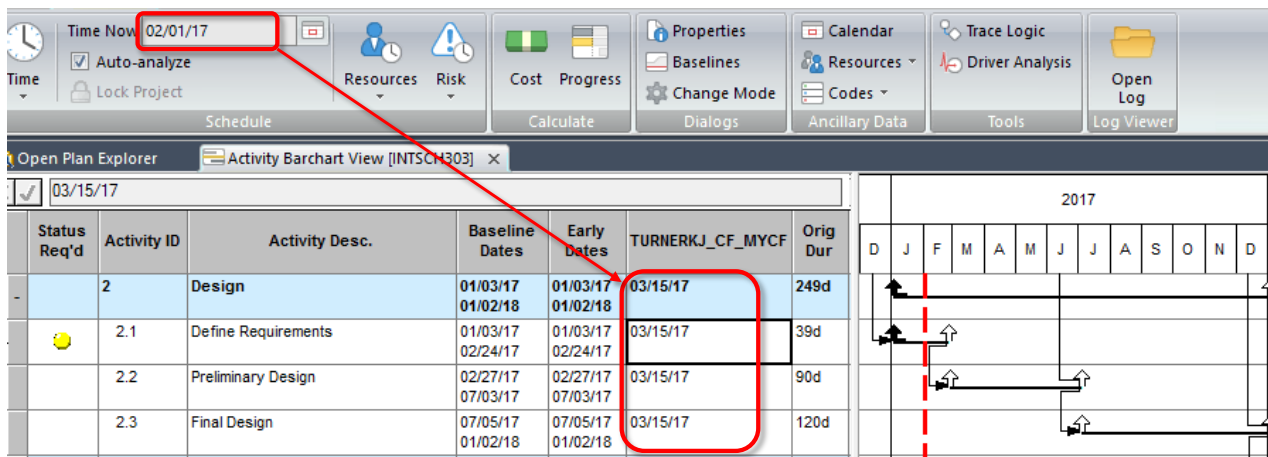 Time Now 02/01/17
Auto-analyze
Lock Project
Time
Resources
Risk
Schedule
Cost
Progress
Calculate
Properties
Baselines
Change Mode
Dialogs
Calendar
Resources
Codes
Ancillary Data
Trace Logic
Driver Analysis
Tools
Open
Log
Log Viewer
Open Plan Explorer
Activity Barchart View [INTSCH303] ×
03/15/17
2017
Status Req'd Activity ID Activity Desc. Baseline Dates Early Dates TURNERKJ_CF_MYCF Orig Dur
D J F M A M J J A S O N D
- 2 Design 01/03/17 01/03/17 03/15/17 249d
01/02/18 01/02/18
2.1 Define Requirements 01/03/17 01/03/17 03/15/17 39d
02/24/17 02/24/17
2.2 Preliminary Design 02/27/17 02/27/17 03/15/17 90d
07/03/17 07/03/17
2.3 Final Design 07/05/17 07/05/17 03/15/17 120d
01/02/18 01/02/18